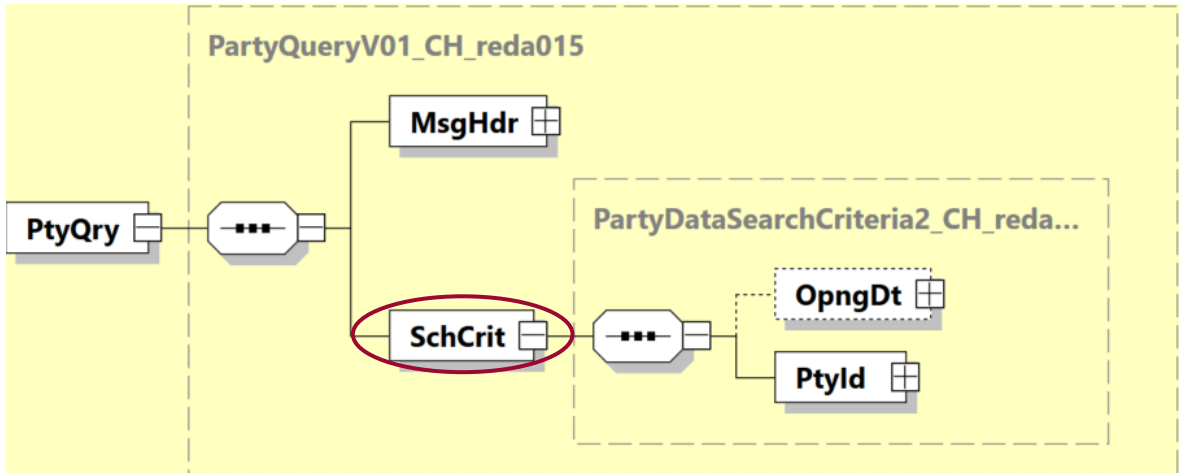 PartyQueryV01_CH_reda015
MsgHdr
PtyQry
PartyDataSearchCriteria2_CH_reda...
OpngDt
SchCrit
PtyId